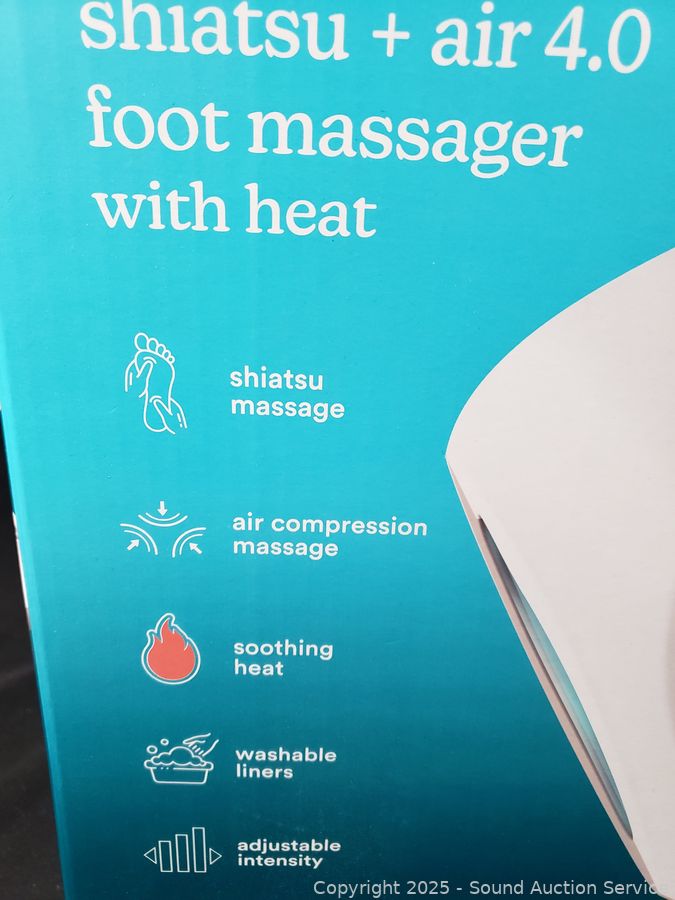 shiatsu + air 4.0
foot massager
with heat
shiatsu
massage
air compression
massage
soothing
heat
washable
liners
adjustable
intensity
Copyright 2025 - Sound Auction Service